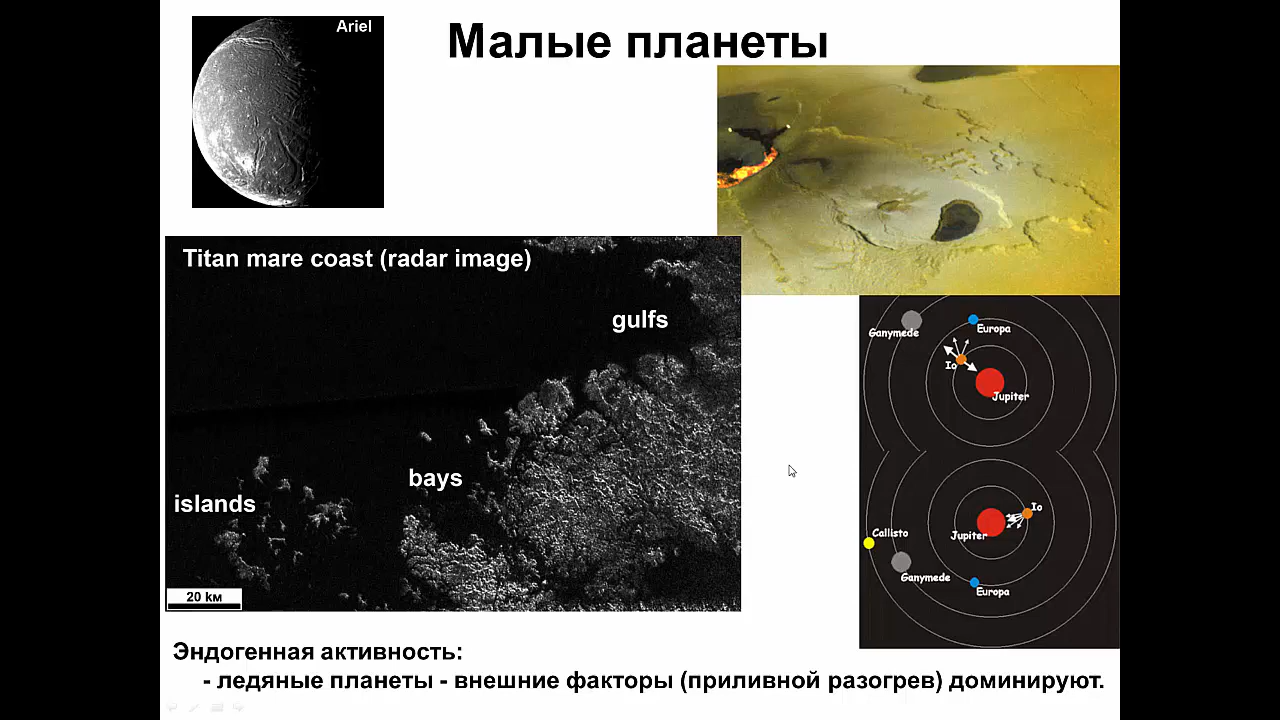 Ariel
Малые планеты
Titan mare coast (radar image)
gulfs
bays
islands
20 км
Ganymede
Europa
Io
Jupiter
Io
Jupiter
Callisto
Ganymede
Europa
Эндогенная активность:
- ледяные планеты - внешние факторы (приливной разогрев) доминируют.